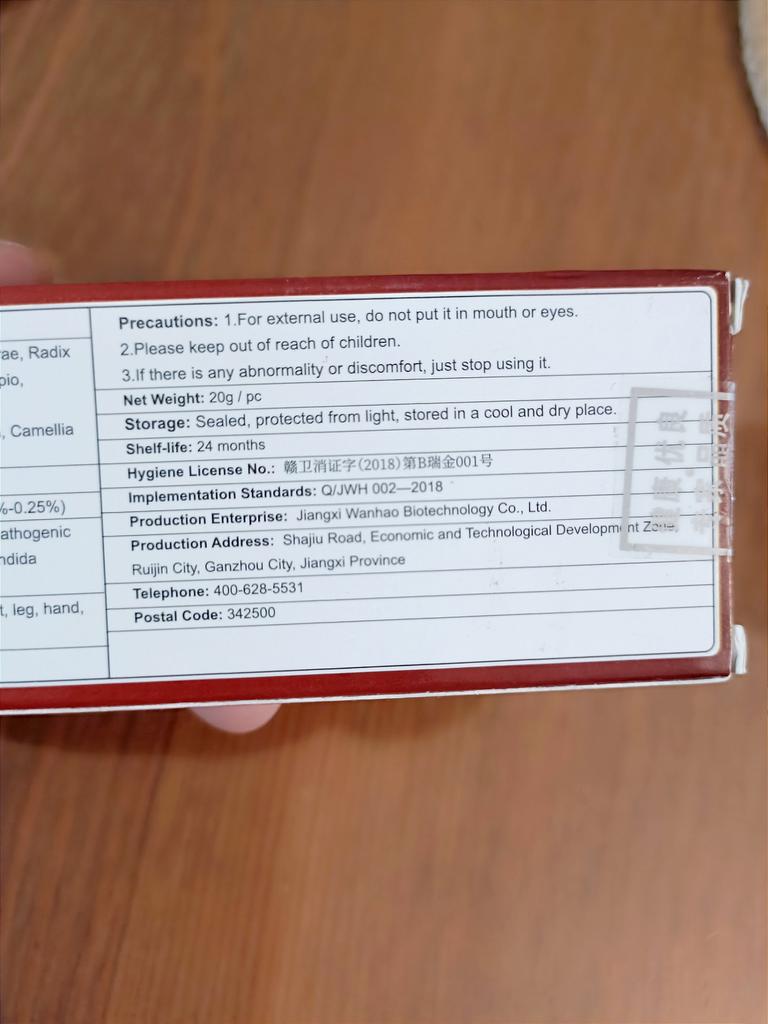 ae, Radix
pio,
, Camellia
%-0.25%)
athogenic
ndida
t, leg, hand,
Precautions: 1.For external use, do not put it in mouth or eyes.
2.Please keep out of reach of children.
3.If there is any abnormality or discomfort, just stop using it.
Net Weight: 20g / pc
Storage: Sealed, protected from light, stored in a cool and dry place.
Shelf-life: 24 months
Hygiene License No.: 赣卫消证字(2018)第B瑞金001号
Implementation Standards: Q/JWH 002—2018
Production Enterprise: Jiangxi Wanhao Biotechnology Co., Ltd.
Production Address: Shajiu Road, Economic and Technological Development Zone,
Ruijin City, Ganzhou City, Jiangxi Province
Telephone: 400-628-5531
Postal Code: 342500
健康·优良